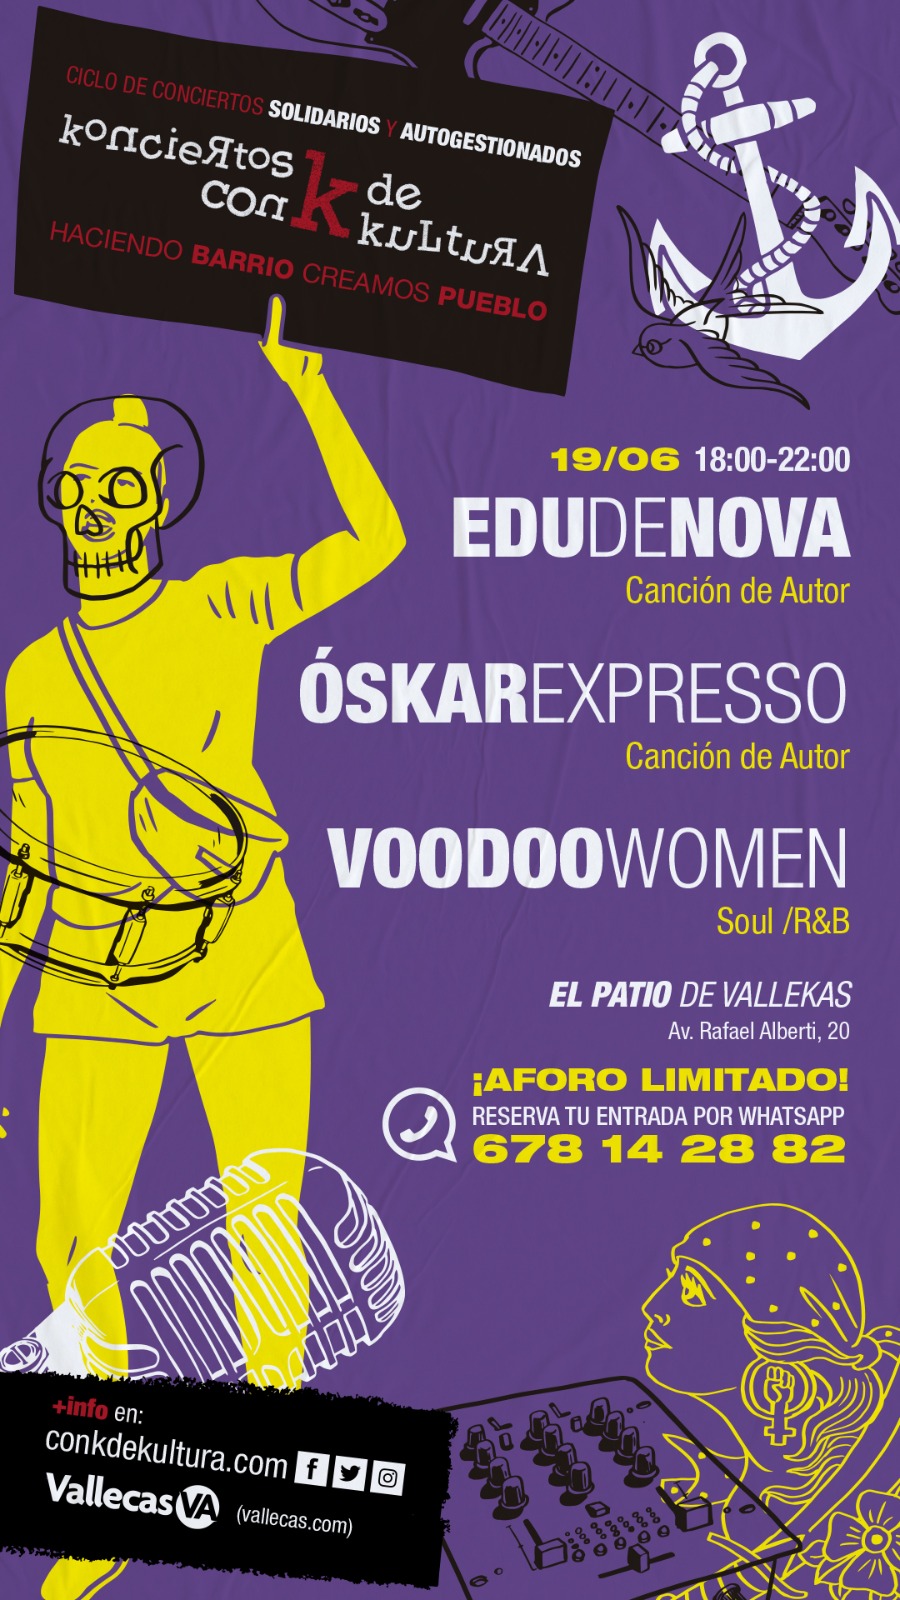 CICLO DE CONCIERTOS SOLIDARIOS Y AUTOGESTIONADOS
koncieRtos
con k de
kuLtuRA
HACIENDO BARRIO CREAMOS PUEBLO
19/06 18:00-22:00
EDUDENOVA
Canción de Autor
ÓSKAREXPRESSO
Canción de Autor
VOODOOWOMEN
Soul /R&B
EL PATIO DE VALLEKAS
Av. Rafael Alberti, 20
¡AFORO LIMITADO!
RESERVA TU ENTRADA POR WHATSAPP
678 14 28 82
+info en:
conkdekultura.com
Vallecas VA (vallecas.com)